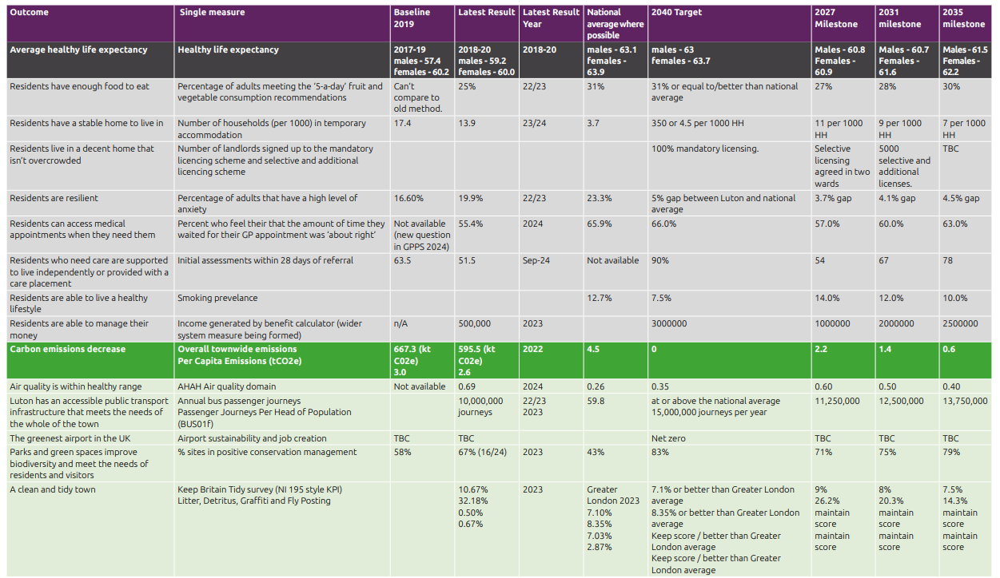 Outcome
Single measure
Baseline
2019
Latest Result
Latest Result
Year
National
average where
possible
2040 Target
2027
Milestone
2031
milestone
2035
milestone
Average healthy life expectancy
Healthy life expectancy
2017-19
males - 57.4
females - 60.2
2018-20
males - 59.2
females - 60.0
2018-20
males - 63.1
females -
63.9
males - 63
females - 63.7
Males - 60.8
Females -
60.9
Males - 60.7
Females -
61.6
Males - 61.5
Females -
62.2
Residents have enough food to eat
Percentage of adults meeting the ‘5-a-day’ fruit and
vegetable consumption recommendations
Can’t
compare to
old method.
25%
22/23
31%
31% or equal to/better than national
average
27%
28%
30%
Residents have a stable home to live in
Number of households (per 1000) in temporary
accommodation
17.4
13.9
23/24
3.7
350 or 4.5 per 1000 HH
11 per 1000
HH
9 per 1000
HH
7 per 1000
HH
Residents live in a decent home that
isn’t overcrowded
Number of landlords signed up to the mandatory
licencing scheme and selective and additional
licencing scheme
100% mandatory licensing.
Selective
licensing
agreed in two
wards
5000
selective and
additional
licenses.
TBC
Residents are resilient
Percentage of adults that have a high level of
anxiety
16.60%
19.9%
22/23
23.3%
5% gap between Luton and national
average
3.7% gap
4.1% gap
4.5% gap
Residents can access medical
appointments when they need them
Percent who feel their that the amount of time they
waited for their GP appointment was ‘about right’
Not available
(new question
in GPPS 2024)
55.4%
2024
65.9%
66.0%
57.0%
60.0%
63.0%
Residents who need care are supported
to live independently or provided with a
care placement
Initial assessments within 28 days of referral
63.5
51.5
Sep-24
Not available
90%
54
67
78
Residents are able to live a healthy
lifestyle
Smoking prevelance
12.7%
7.5%
14.0%
12.0%
10.0%
Residents are able to manage their
money
Income generated by benefit calculator (wider
system measure being formed)
n/A
500,000
2023
3000000
1000000
2000000
2500000
Carbon emissions decrease
Overall townwide emissions
Per Capita Emissions (tCO2e)
667.3 (kt
C02e)
3.0
595.5 (kt
C02e)
2.6
2022
4.5
0
2.2
1.4
0.6
Air quality is within healthy range
AHAH Air quality domain
Not available
0.69
2024
0.26
0.35
0.60
0.50
0.40
Luton has an accessible public transport
infrastructure that meets the needs of
the whole of the town
Annual bus passenger journeys
Passenger Journeys Per Head of Population
(BUS01f)
10,000,000
journeys
22/23
2023
59.8
at or above the national average
15,000,000 journeys per year
11,250,000
12,500,000
13,750,000
The greenest airport in the UK
Airport sustainability and job creation
TBC
TBC
Net zero
TBC
TBC
TBC
Parks and green spaces improve
biodiversity and meet the needs of
residents and visitors
% sites in positive conservation management
58%
67% (16/24)
2023
43%
83%
71%
75%
79%
A clean and tidy town
Keep Britain Tidy survey (NI 195 style KPI)
Litter, Detritus, Graffiti and Fly Posting
10.67%
32.18%
0.50%
0.67%
2023
Greater
London 2023
7.10%
8.35%
7.03%
2.87%
7.1% or better than Greater London
average
8.35% or better than Greater London
average
Keep score / better than Greater
London average
Keep score / better than Greater
London average
9%
26.2%
maintain
score
maintain
score
8%
20.3%
maintain
score
maintain
score
7.5%
14.3%
maintain
score
maintain
score